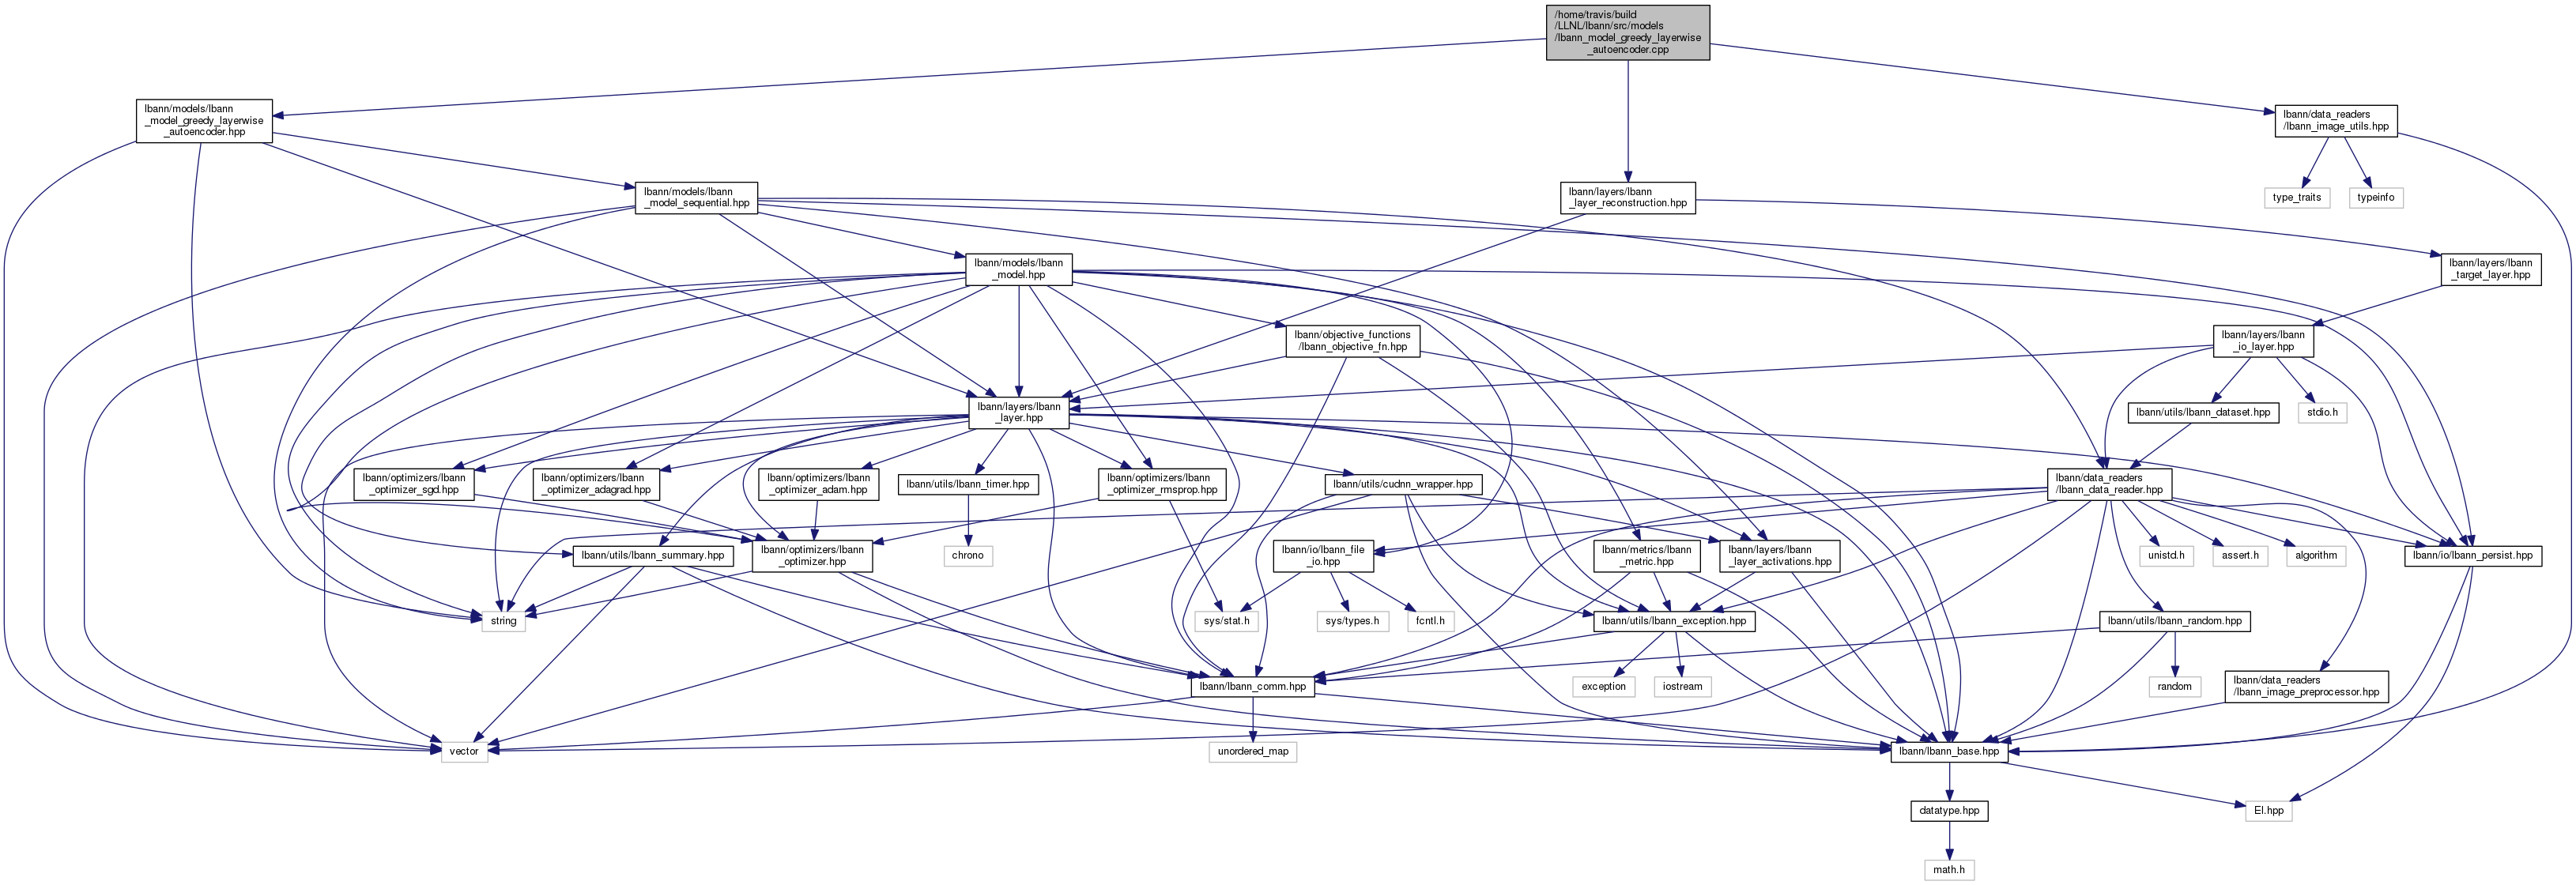 /home/travis/build
/LLNL/lbann/src/models
/lbann_model_greedy_layerwise
_autoencoder.cpp
lbann/models/lbann
_model_greedy_layerwise
_autoencoder.hpp
lbann/data_readers
/lbann_image_utils.hpp
lbann/models/lbann
_model_sequential.hpp
lbann/layers/lbann
_layer_reconstruction.hpp
type_traits
typeinfo
lbann/models/lbann
_model.hpp
lbann/layers/lbann
_target_layer.hpp
lbann/objective_functions
/lbann_objective_fn.hpp
lbann/layers/lbann
_io_layer.hpp
lbann/layers/lbann
_layer.hpp
lbann/utils/lbann_dataset.hpp
stdio.h
lbann/optimizers/lbann
_optimizer_sgd.hpp
lbann/optimizers/lbann
_optimizer_adagrad.hpp
lbann/optimizers/lbann
_optimizer_adam.hpp
lbann/utils/lbann_timer.hpp
lbann/optimizers/lbann
_optimizer_rmsprop.hpp
lbann/utils/cudnn_wrapper.hpp
lbann/data_readers
/lbann_data_reader.hpp
lbann/utils/lbann_summary.hpp
lbann/optimizers/lbann
_optimizer.hpp
chrono
lbann/io/lbann_file
_io.hpp
lbann/metrics/lbann
_metric.hpp
lbann/layers/lbann
_layer_activations.hpp
unistd.h
assert.h
algorithm
lbann/io/lbann_persist.hpp
string
sys/stat.h
sys/types.h
fcntl.h
lbann/utils/lbann_exception.hpp
lbann/utils/lbann_random.hpp
lbann/lbann_comm.hpp
exception
iostream
random
lbann/data_readers
/lbann_image_preprocessor.hpp
vector
unordered_map
lbann/lbann_base.hpp
datatype.hpp
El.hpp
math.h